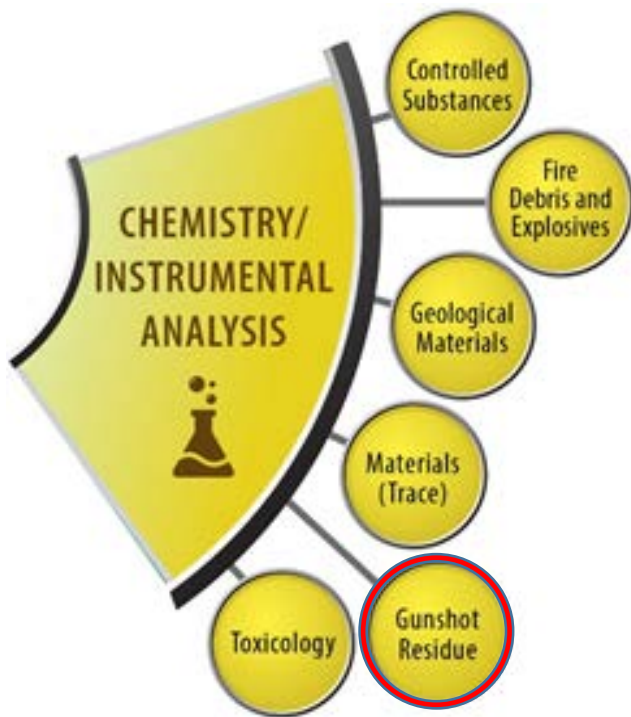 CHEMISTRY/
INSTRUMENTAL
ANALYSIS
Controlled
Substances
Fire
Debris and
Explosives
Geological
Materials
Materials
(Trace)
Gunshot
Residue
Toxicology